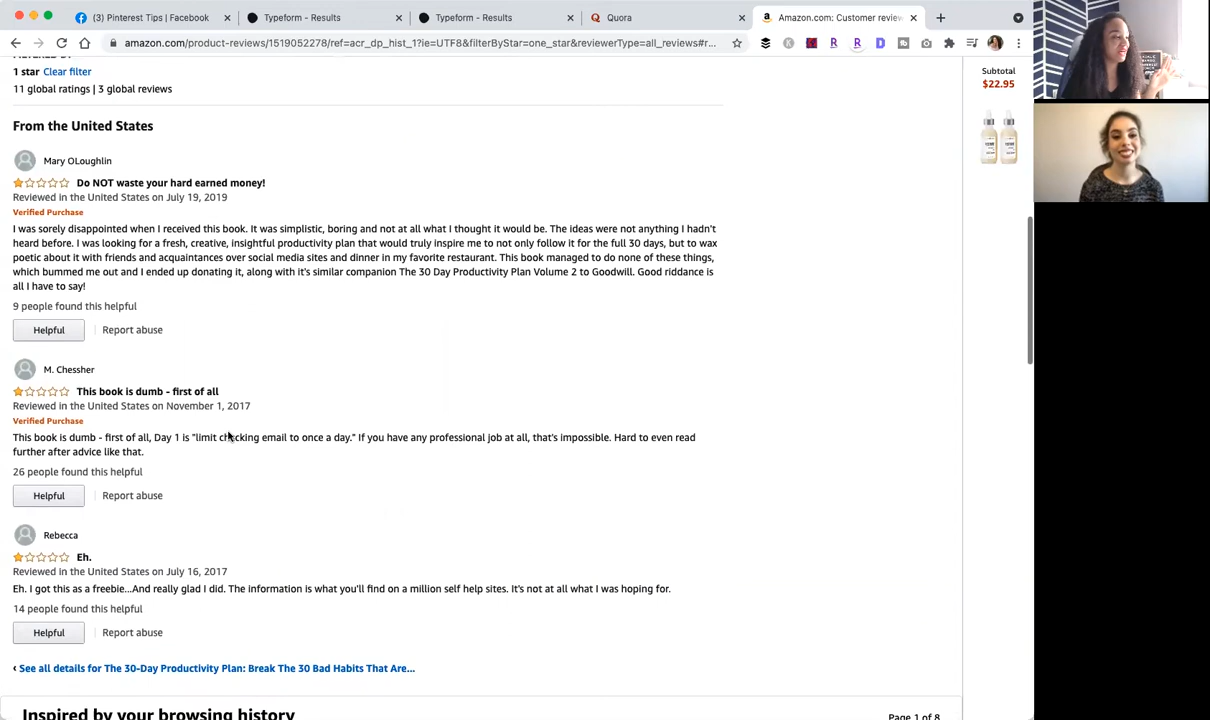 (3) Pinterest Tips | Facebook
Typeform - Results
Typeform - Results
Quora
Amazon.com: Customer review
amazon.com/product-reviews/1519052278/ref=acr_dp_hist_1?ie=UTF8&filterByStar=one_star&reviewerType=all_reviews#r...
1 star Clear filter
11 global ratings | 3 global reviews
Subtotal
$22.95
From the United States
Mary OLoughlin
Do NOT waste your hard earned money!
Reviewed in the United States on July 19, 2019
Verified Purchase
I was sorely disappointed when I received this book. It was simplistic, boring and not at all what I thought it would be. The ideas were not anything I hadn't
heard before. I was looking for a fresh, creative, insightful productivity plan that would truly inspire me to not only follow it for the full 30 days, but to wax
poetic about it with friends and acquaintances over social media sites and dinner in my favorite restaurant. This book managed to do none of these things,
which bummed me out and I ended up donating it, along with it's similar companion The 30 Day Productivity Plan Volume 2 to Goodwill. Good riddance is
all I have to say!
9 people found this helpful
Helpful
Report abuse
M. Chessher
This book is dumb - first of all
Reviewed in the United States on November 1, 2017
Verified Purchase
This book is dumb - first of all, Day 1 is "limit checking email to once a day." If you have any professional job at all, that's impossible. Hard to even read
further after advice like that.
26 people found this helpful
Helpful
Report abuse
Rebecca
Eh.
Reviewed in the United States on July 16, 2017
Eh. I got this as a freebie...And really glad I did. The information is what you'll find on a million self help sites. It's not at all what I was hoping for.
14 people found this helpful
Helpful
Report abuse
‹ See all details for The 30-Day Productivity Plan: Break The 30 Bad Habits That Are...
Inspired by your browsing history
Page 1 of 8